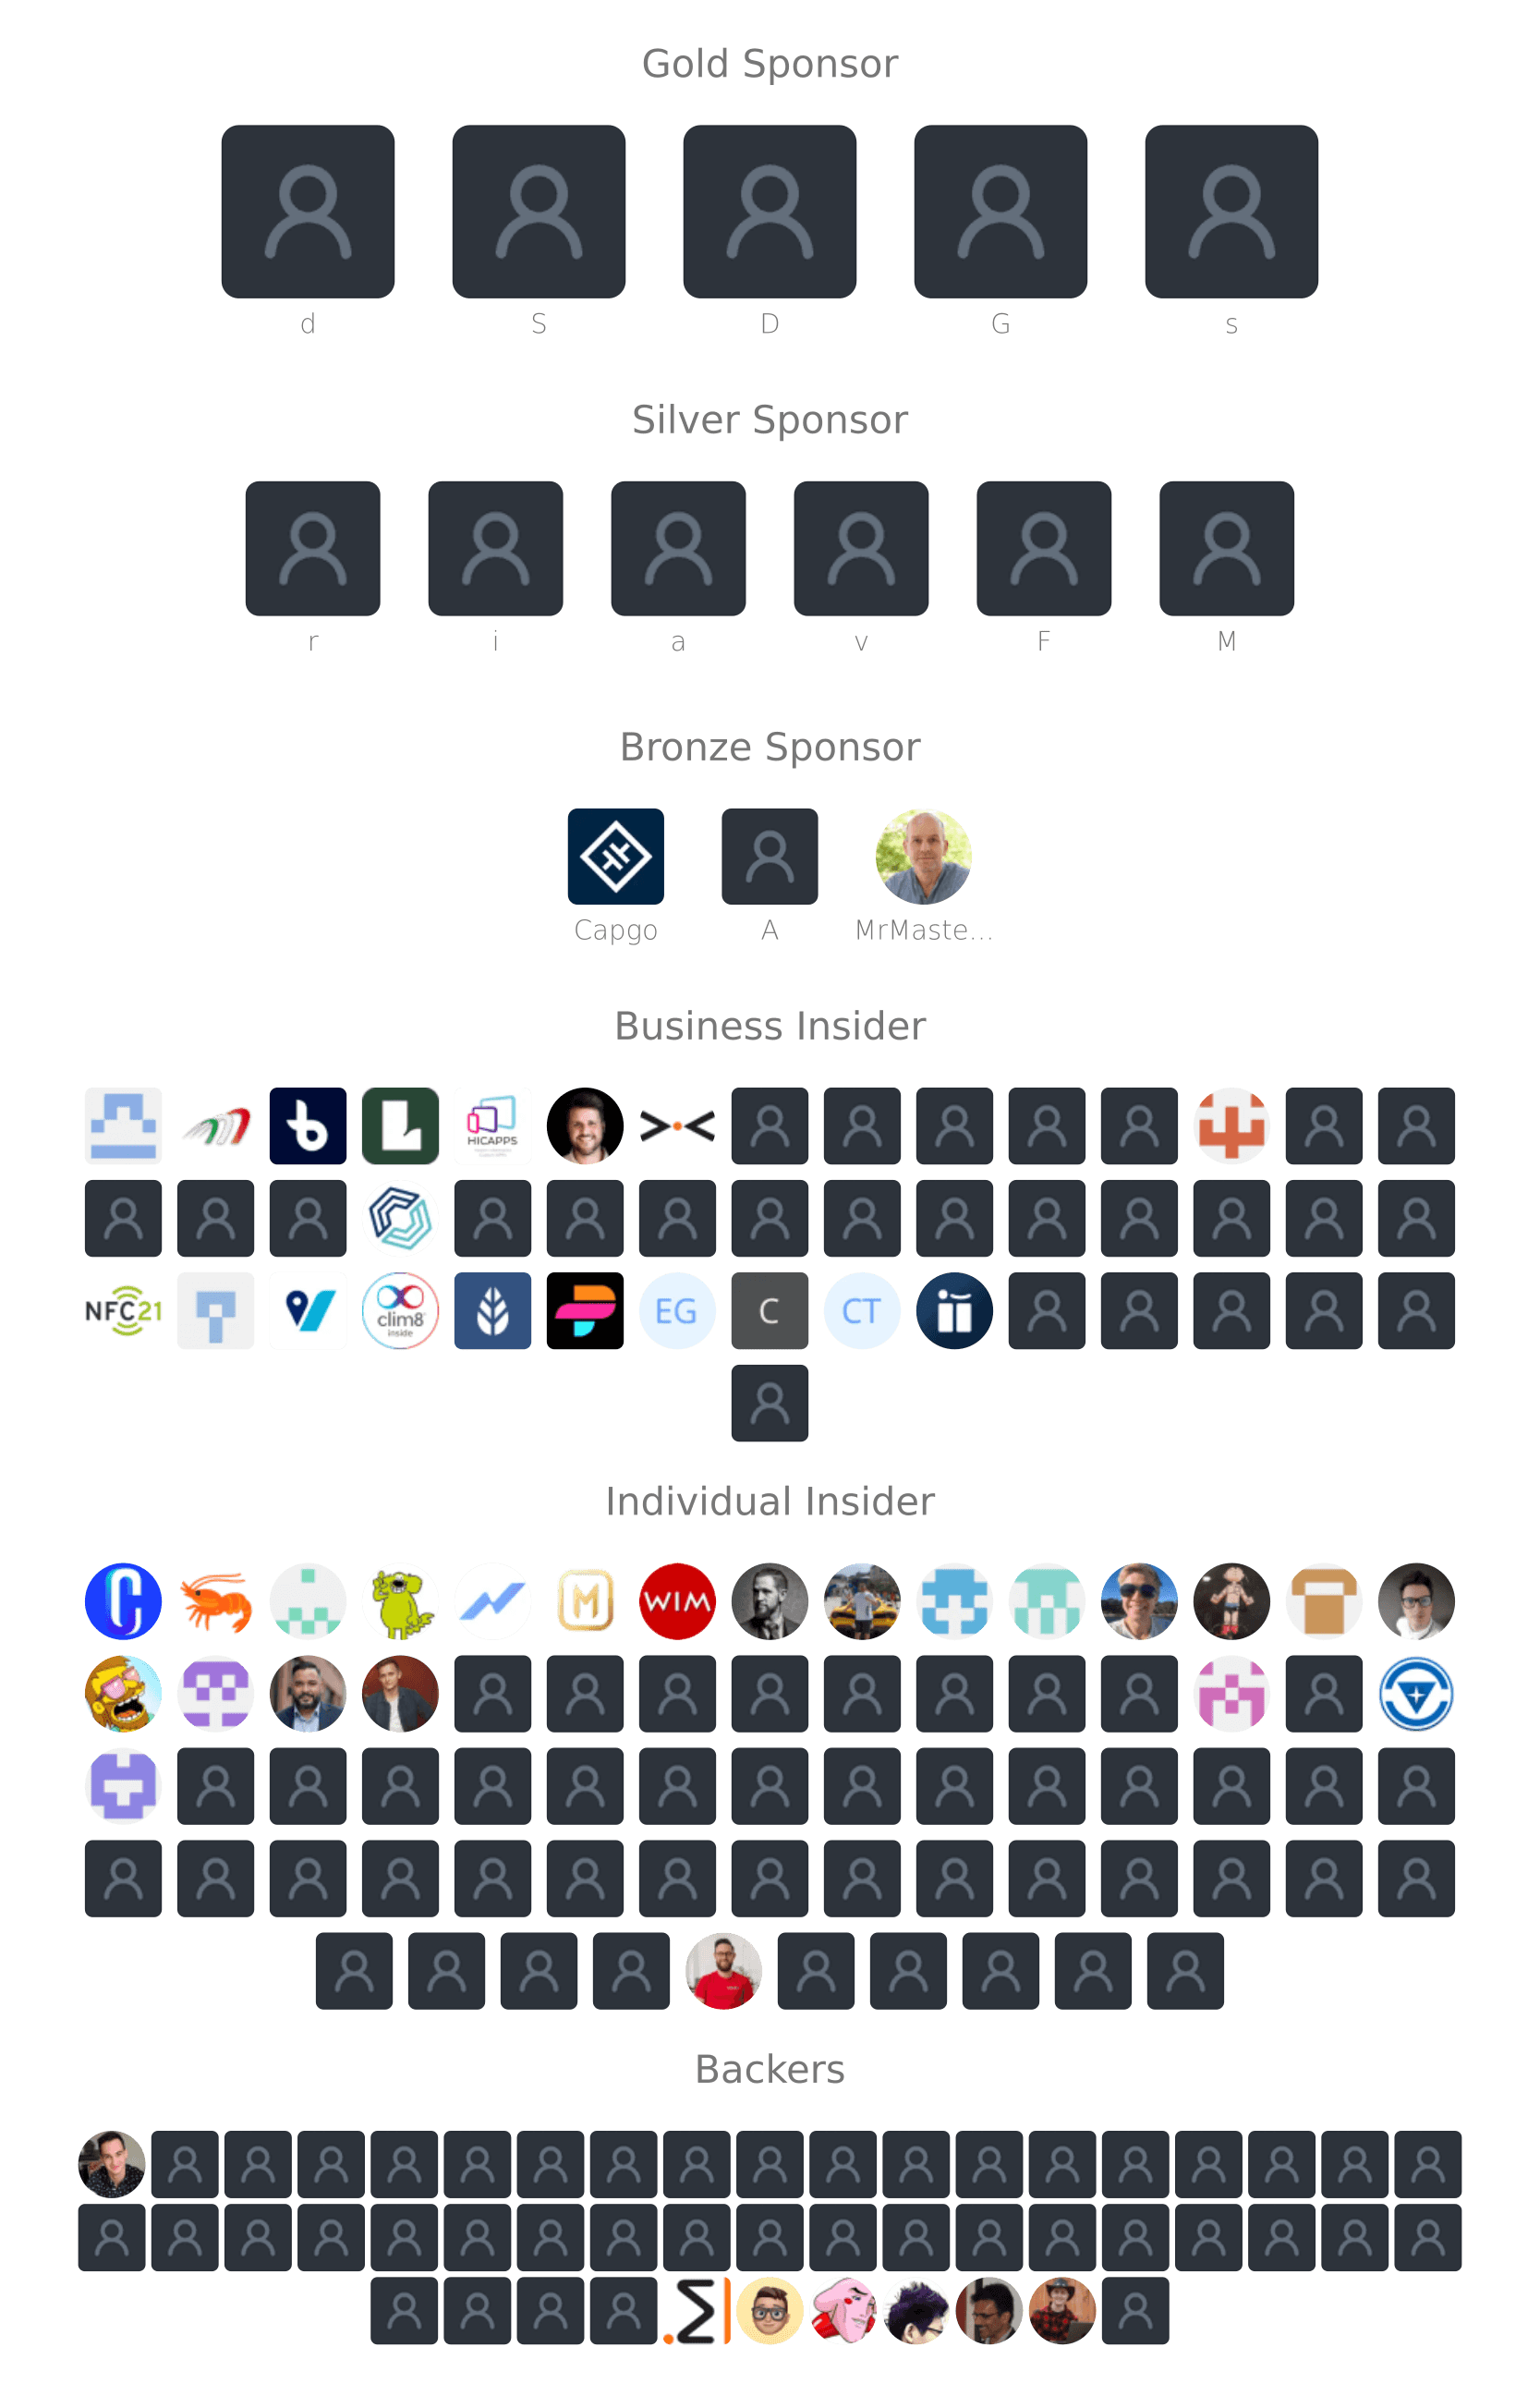 Gold Sponsor
d S D G s
Silver Sponsor
r i a v F M
Bronze Sponsor
Capgo A MrMaste...
Business Insider
L HICAPPS
NFC21 clim8 inside EG C CT
Individual Insider
C M WIM
Backers